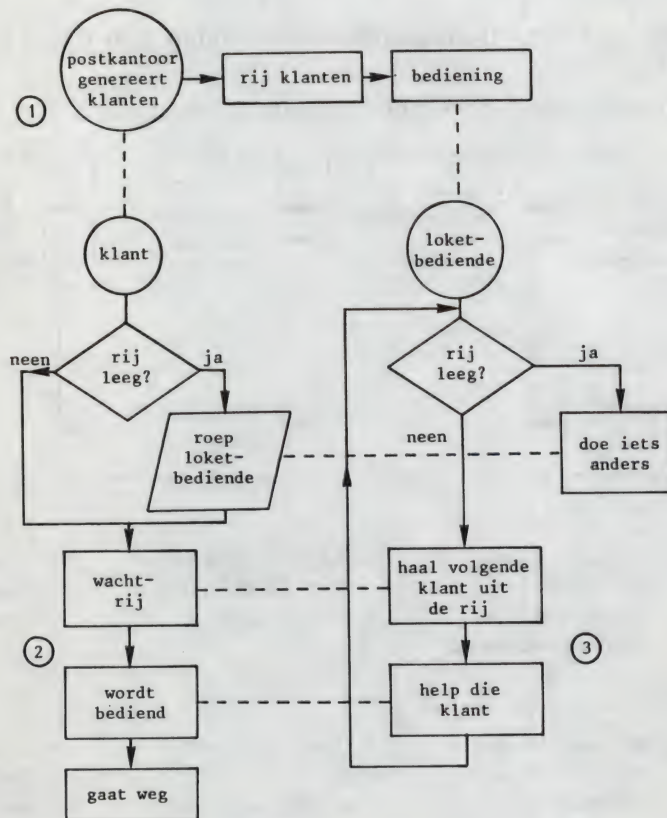 postkantoor
genereert
klanten
rij klanten
bediening
1
klant
loket-
bediende
neen
rij
leeg?
ja
rij
leeg?
ja
roep
loket-
bediende
neen
doe iets
anders
wacht-
rij
haal volgende
klant uit
de rij
2
3
wordt
bediend
help die
klant
gaat weg